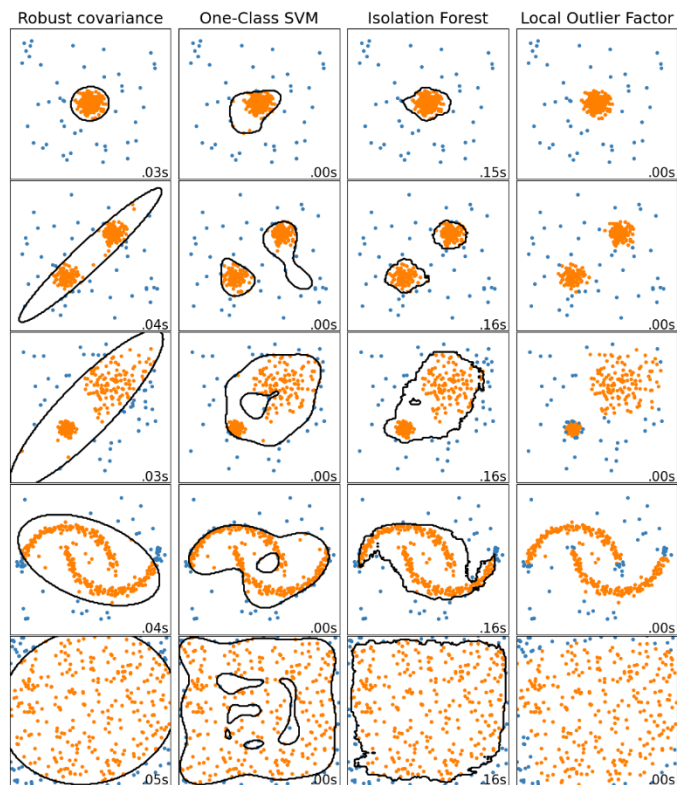 Robust covariance One-Class SVM Isolation Forest Local Outlier Factor
.03s .00s .15s .00s
.04s .00s .16s .00s
.03s .00s .16s .00s
.04s .00s .16s .00s
.05s .00s .16s .00s